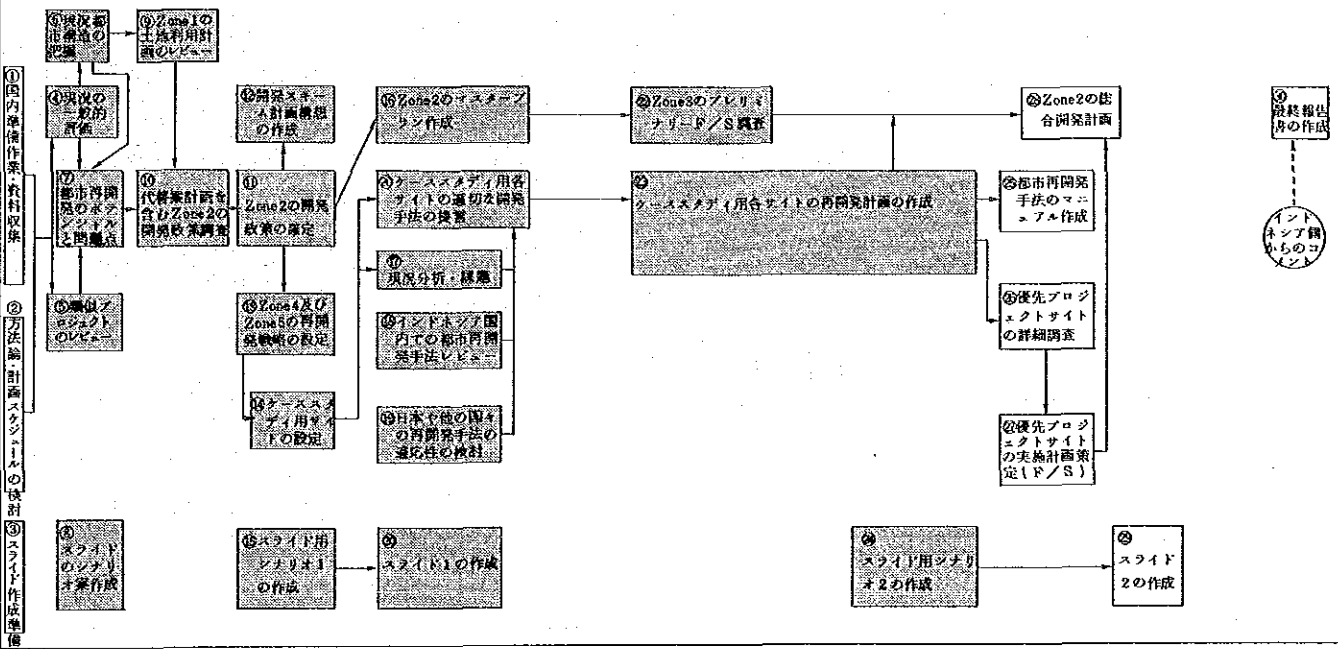 ①国内準備作業・資料収集
②方法論・計画スケジュールの検討
③スライド作成準備
⑥現況都
市構造の
把握
④現況の
一般的
評価
⑦
都市再開
発のポテ
ンシャル
と問題点
⑤類似プ
ロジェクト
のレビュー
⑧
スライド
のシナリ
オ案作成
⑨Zone1の
土地利用計
画のレビュー
⑩
代替案計画を
含むZone2の
開発政策調査
⑫開発スキー
ム計画構想
の作成
⑪
Zone2の開発
政策の確定
⑬Zone4及び
Zone5の再開
発戦略の設定
⑭ケースス
ディ用サイ
トの設定
⑮スライド用
シナリオ1
の作成
⑯Zone2のマスタープ
ラン作成
ケーススタディ用各
サイトの適切な開発
手法の提言
⑰
現況分析・課題
⑱インドネシア国
内での都市再開
発手法レビュー
⑲日本や他の国々
の再開発手法の
適応性の検討
⑳
スライド1の作成
Zone3のプレリミ
ナリーF/S調査
ケーススタディ用各サイトの再開発計画の作成
スライド用シナリ
オ2の作成
Zone2の総
合開発計画
都市再開発
手法のマニ
ュアル作成
優先プロジ
ェクトサイト
の詳細調査
優先プロジ
ェクトサイト
の実施計画策
定(F/S)
スライド
2の作成
最終報告
書の作成
インド
ネシア側
からのコ
メント